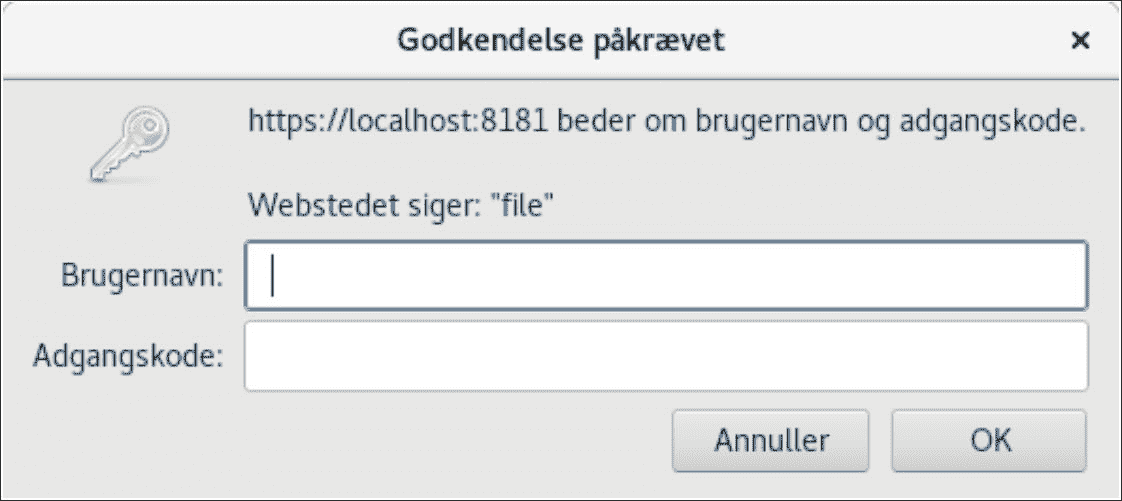 Godkendelse påkrævet
https://localhost:8181 beder om brugernavn og adgangskode.
Webstedet siger: "file"
Brugernavn:
Adgangskode:
Annuller
OK